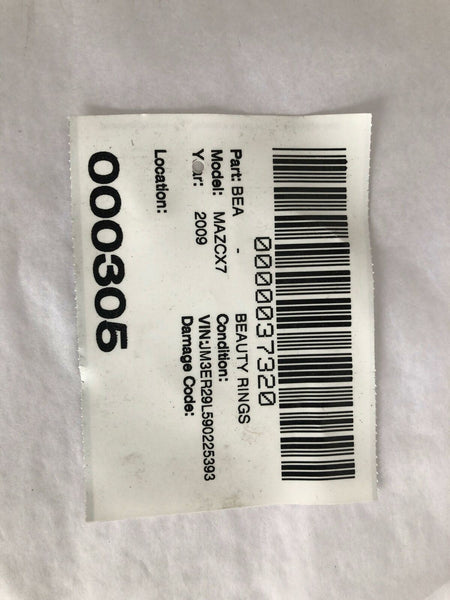 0000037320
Part: BEA - BEAUTY RINGS
Model: MAZCX7 Condition:
Year: 2009 VIN:JM3ER29L590225393
Damage Code:
Location:
000305